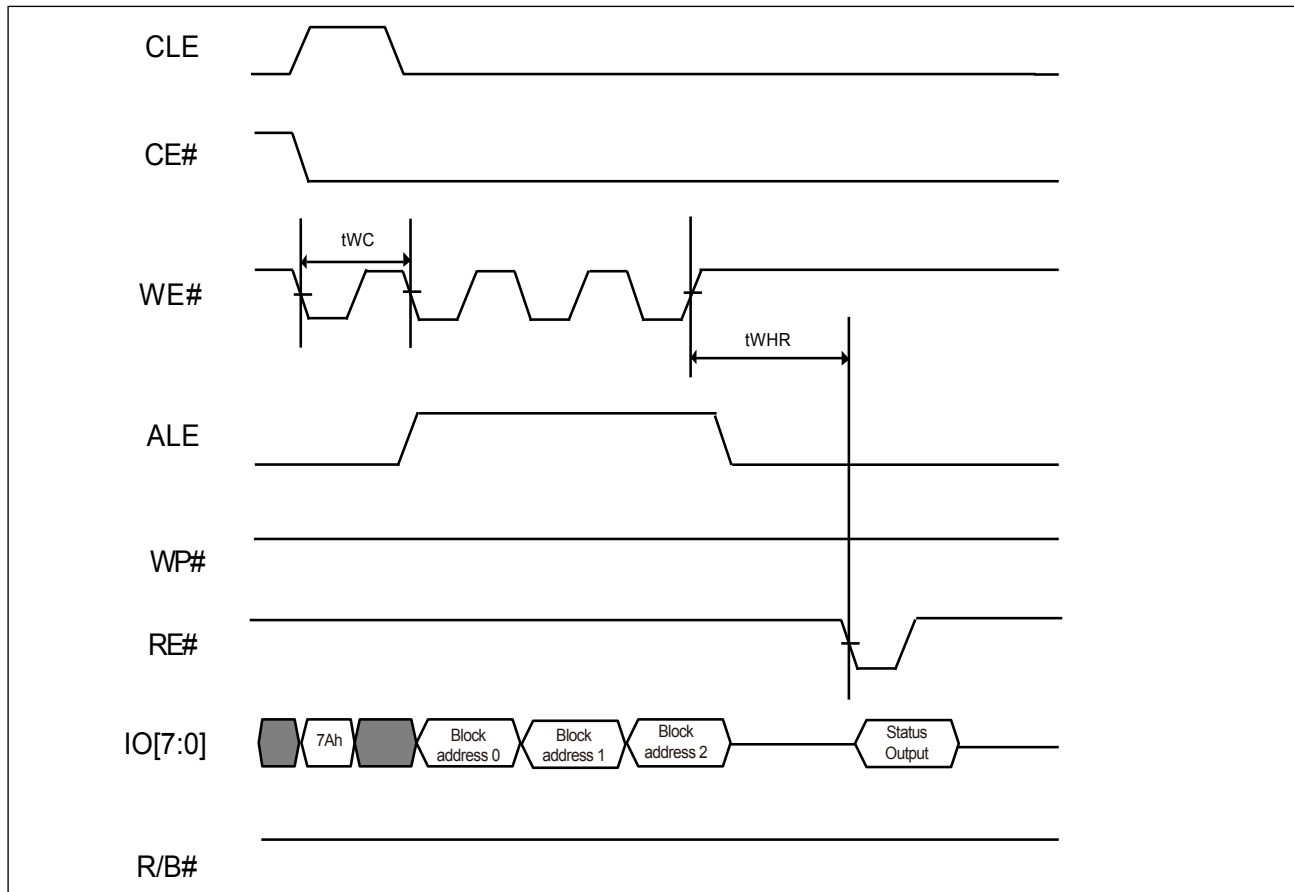 CLE
CE#
tWC
WE#
tWHR
ALE
WP#
RE#
IO[7:0]
7Ah
Block
address 0
Block
address 1
Block
address 2
Status
Output
R/B#